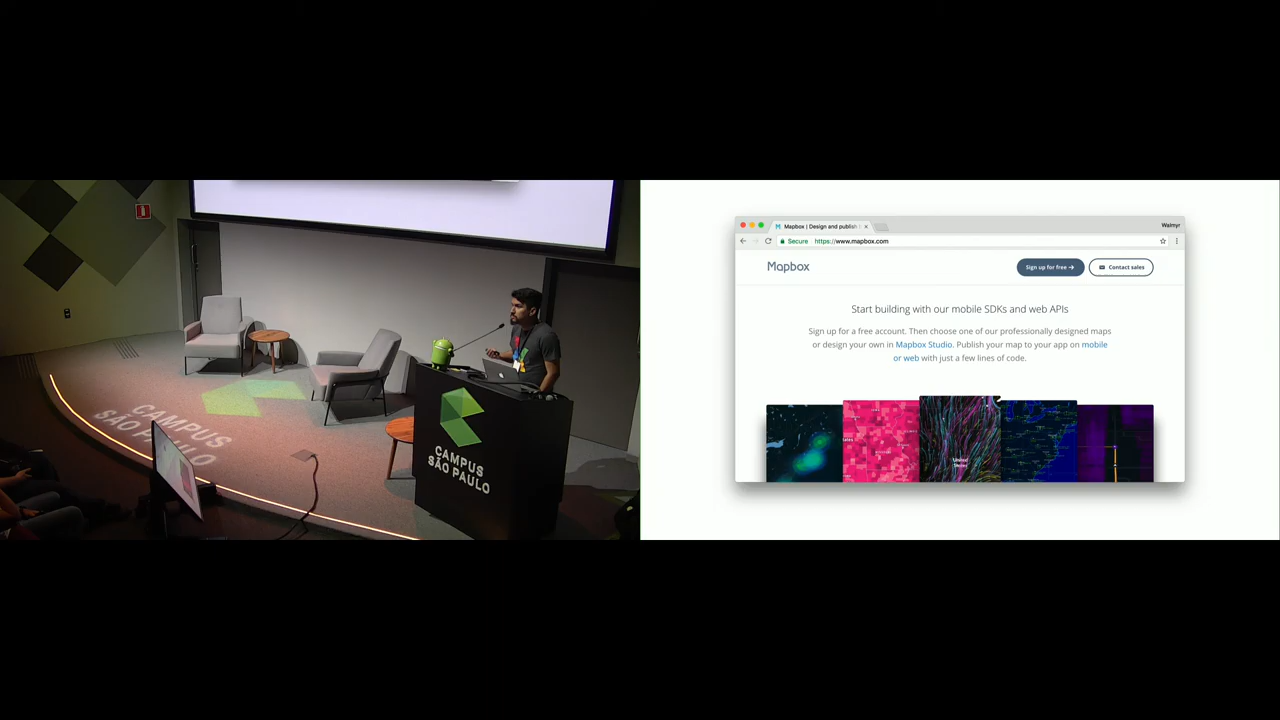 CAMPUS
SÃO PAULO
CAMPUS
SÃO PAULO
Mapbox | Design and publish
Walmyr
Secure
https://www.mapbox.com
Mapbox
Sign up for free →
Contact sales
Start building with our mobile SDKs and web APIs
Sign up for a free account. Then choose one of our professionally designed maps
or design your own in Mapbox Studio. Publish your map to your app on mobile
or web with just a few lines of code.
United
States